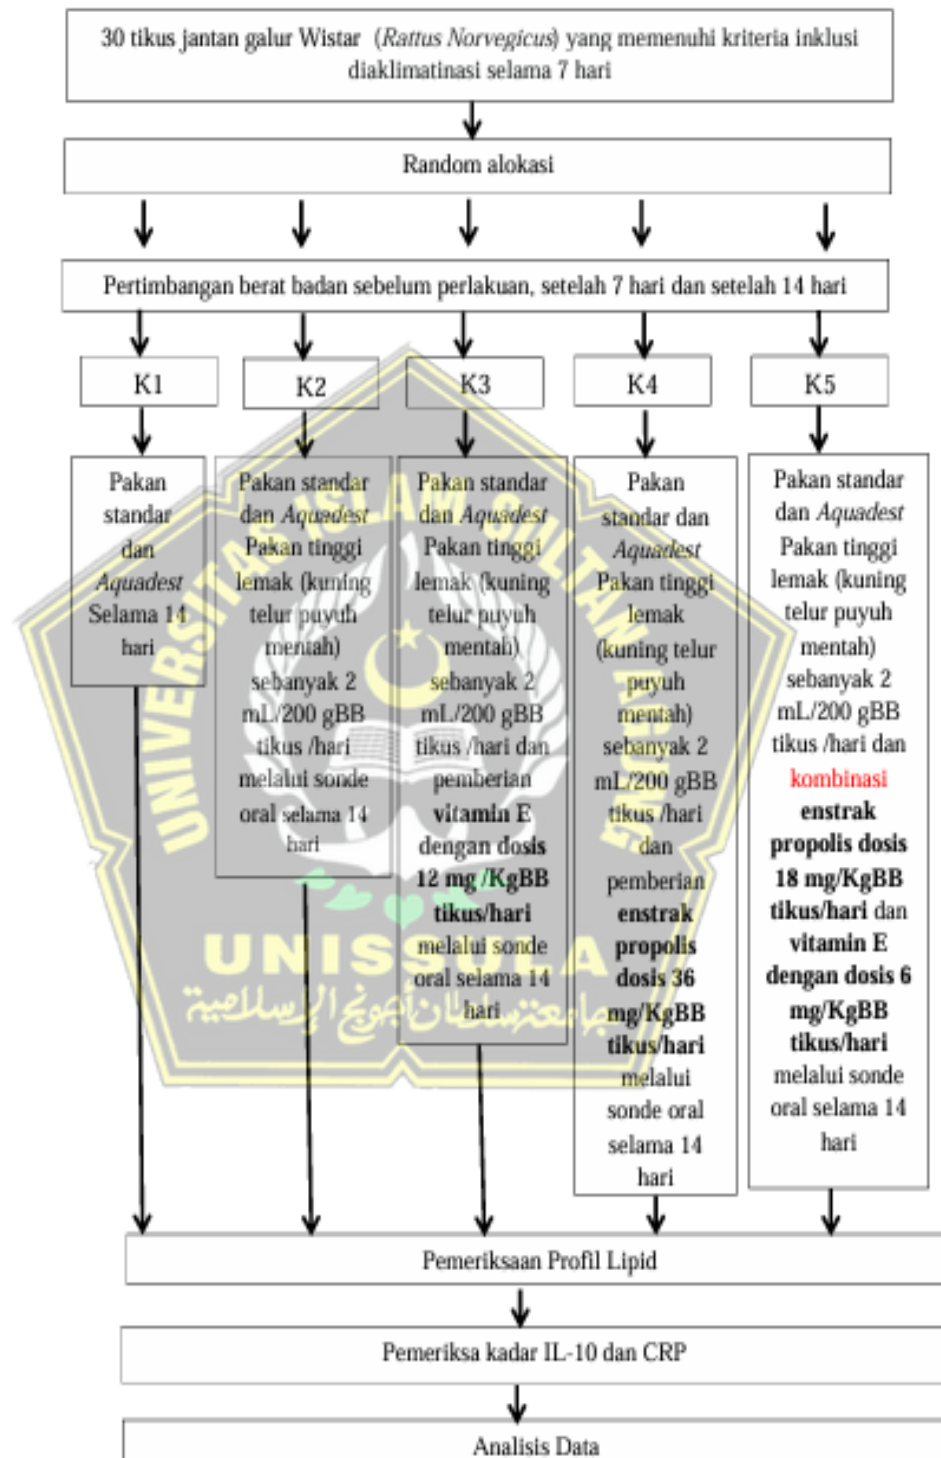 30 tikus jantan galur Wistar (Rattus Norvegicus) yang memenuhi kriteria inklusi
diaklimatinasi selama 7 hari
Random alokasi
Pertimbangan berat badan sebelum perlakuan, setelah 7 hari dan setelah 14 hari
K1
K2
K3
K4
K5
Pakan
standar
dan
Aquadest
Selama 14
hari
Pakan standar
dan Aquadest
Pakan tinggi
lemak (kuning
telur puyuh
mentah)
sebanyak 2
mL/200 gBB
tikus /hari
melalui sonde
oral selama 14
hari
Pakan standar
dan Aquadest
Pakan tinggi
lemak (kuning
telur puyuh
mentah)
sebanyak 2
mL/200 gBB
tikus /hari dan
pemberian
vitamin E
dengan dosis
12 mg /KgBB
tikus/hari
melalui sonde
oral selama 14
hari
Pakan
standar dan
Aquadest
Pakan tinggi
lemak
(kuning telur
puyuh
mentah)
sebanyak 2
mL/200 gBB
tikus /hari
dan
pemberian
enstrak
propolis
dosis 36
mg/KgBB
tikus/hari
melalui
sonde oral
selama 14
hari
Pakan standar
dan Aquadest
Pakan tinggi
lemak (kuning
telur puyuh
mentah)
sebanyak 2
mL/200 gBB
tikus /hari dan
kombinasi
enstrak
propolis dosis
18 mg/KgBB
tikus/hari dan
vitamin E
dengan dosis 6
mg/KgBB
tikus/hari
melalui sonde
oral selama 14
hari
Pemeriksaan Profil Lipid
Pemeriksa kadar IL-10 dan CRP
Analisis Data
UNIVERSITAS ISLAM SULTAN AGUNG
UNISSULA
جامعة سلطان أجونج الإسلامية